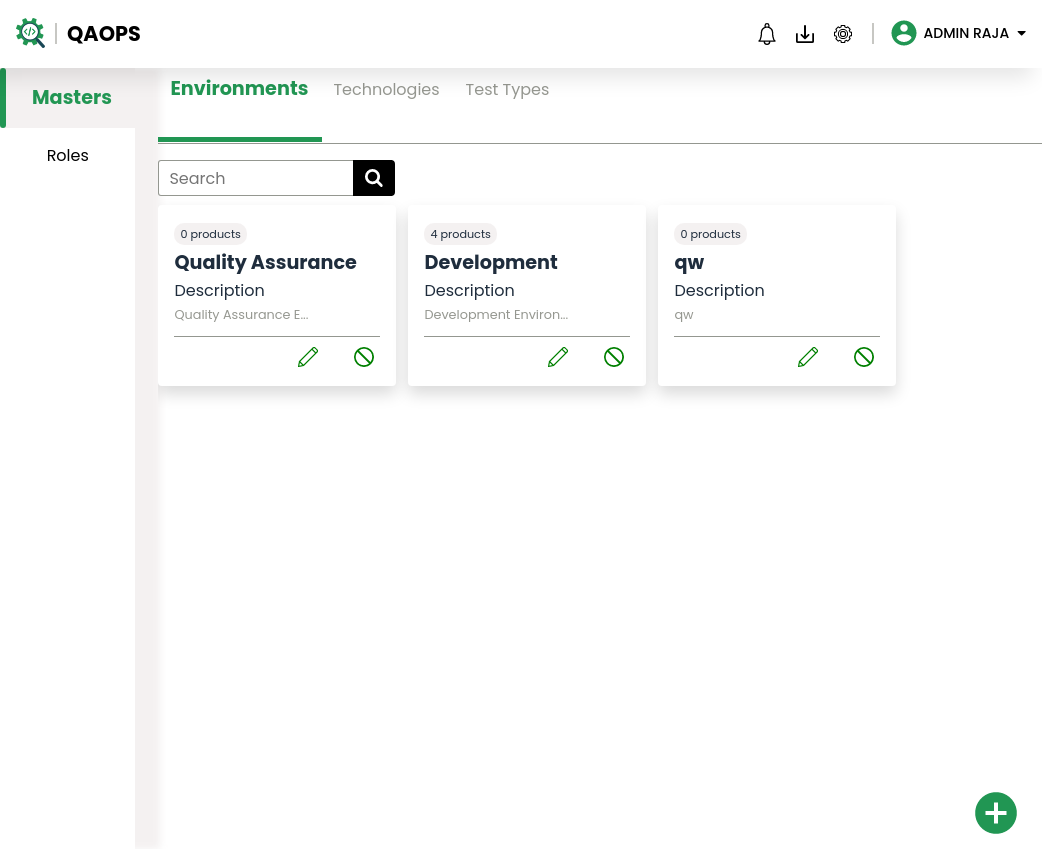 QAOPS
ADMIN RAJA
Masters
Roles
Environments
Technologies
Test Types
Search
0 products
Quality Assurance
Description
Quality Assurance E...
4 products
Development
Description
Development Environ...
0 products
qw
Description
qw